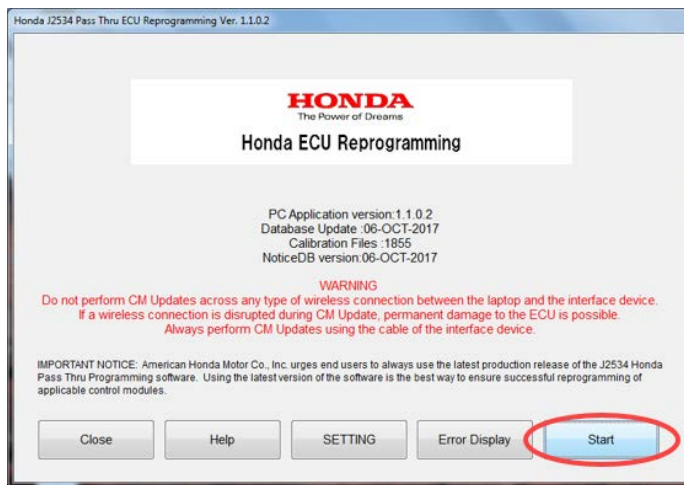 Honda J2534 Pass Thru ECU Reprogramming Ver. 1.1.0.2
HONDA
The Power of Dreams
Honda ECU Reprogramming
PC Application version:1.1.0.2
Database Update :06-OCT-2017
Calibration Files :1855
NoticeDB version:06-OCT-2017
WARNING
Do not perform CM Updates across any type of wireless connection between the laptop and the interface device.
If a wireless connection is disrupted during CM Update, permanent damage to the ECU is possible.
Always perform CM Updates using the cable of the interface device.
IMPORTANT NOTICE: American Honda Motor Co., Inc. urges end users to always use the latest production release of the J2534 Honda
Pass Thru Programming software. Using the latest version of the software is the best way to ensure successful reprogramming of
applicable control modules.
Close Help SETTING Error Display Start